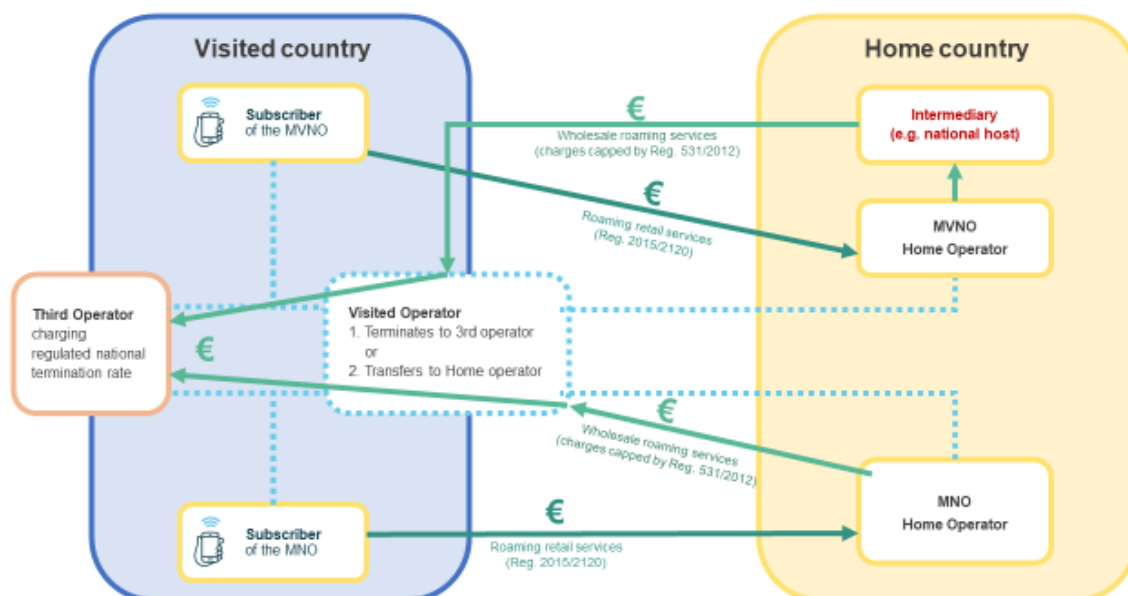 Visited country
Home country
Subscriber
of the MVNO
€
Wholesale roaming services
(charges capped by Reg. 531/2012)
Intermediary
(e.g. national host)
€
Roaming retail services
(Reg. 2015/2120)
MVNO
Home Operator
Third Operator
charging
regulated national
termination rate
€
Visited Operator
1. Terminates to 3rd operator
or
2. Transfers to Home operator
€
Wholesale roaming services
(charges capped by Reg. 531/2012)
MNO
Home Operator
Subscriber
of the MNO
€
Roaming retail services
(Reg. 2015/2120)